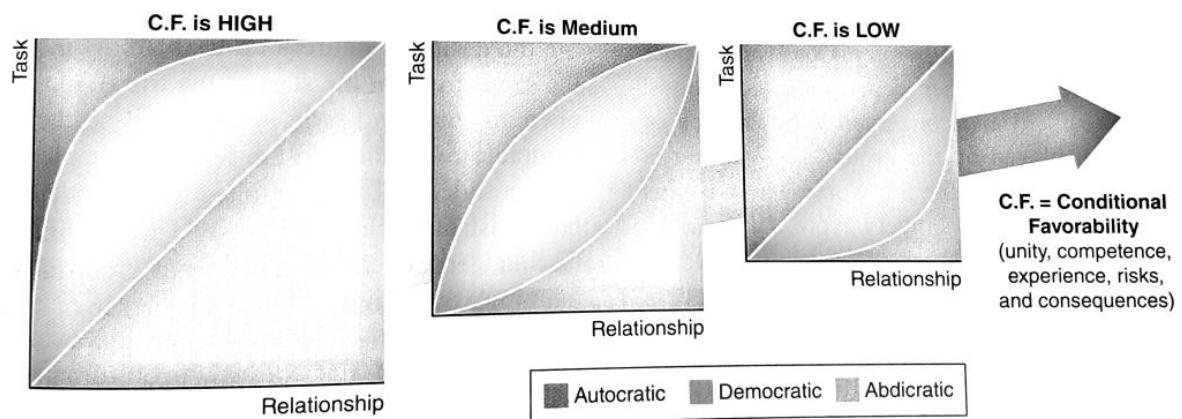 C.F. is HIGH
Task
Relationship
C.F. is Medium
Task
Relationship
C.F. is LOW
Task
Relationship
C.F. = Conditional
Favorability
(unity, competence,
experience, risks,
and consequences)
Autocratic Democratic Abdicratic